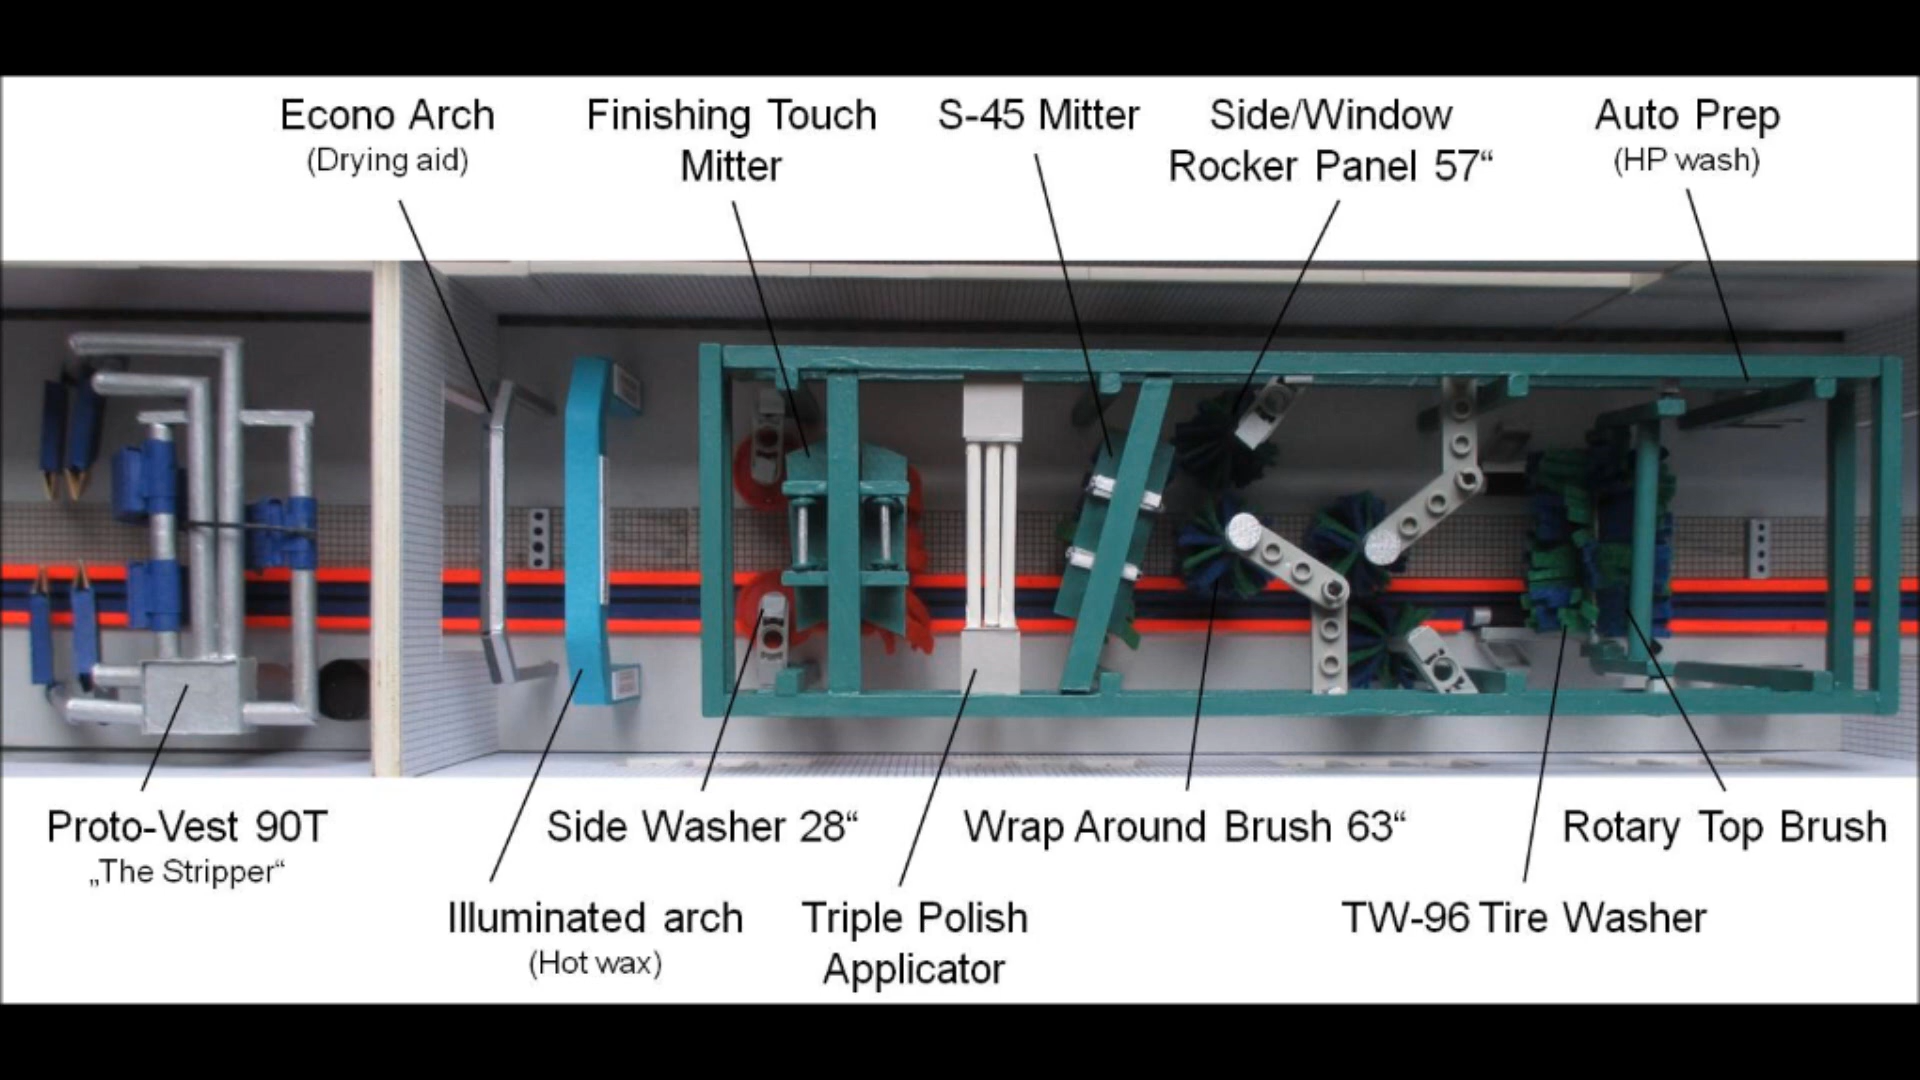 Econo Arch
(Drying aid)
Finishing Touch
Mitter
S-45 Mitter
Side/Window
Rocker Panel 57“
Auto Prep
(HP wash)
Proto-Vest 90T
„The Stripper“
Side Washer 28“
Wrap Around Brush 63“
Rotary Top Brush
Illuminated arch
(Hot wax)
Triple Polish
Applicator
TW-96 Tire Washer